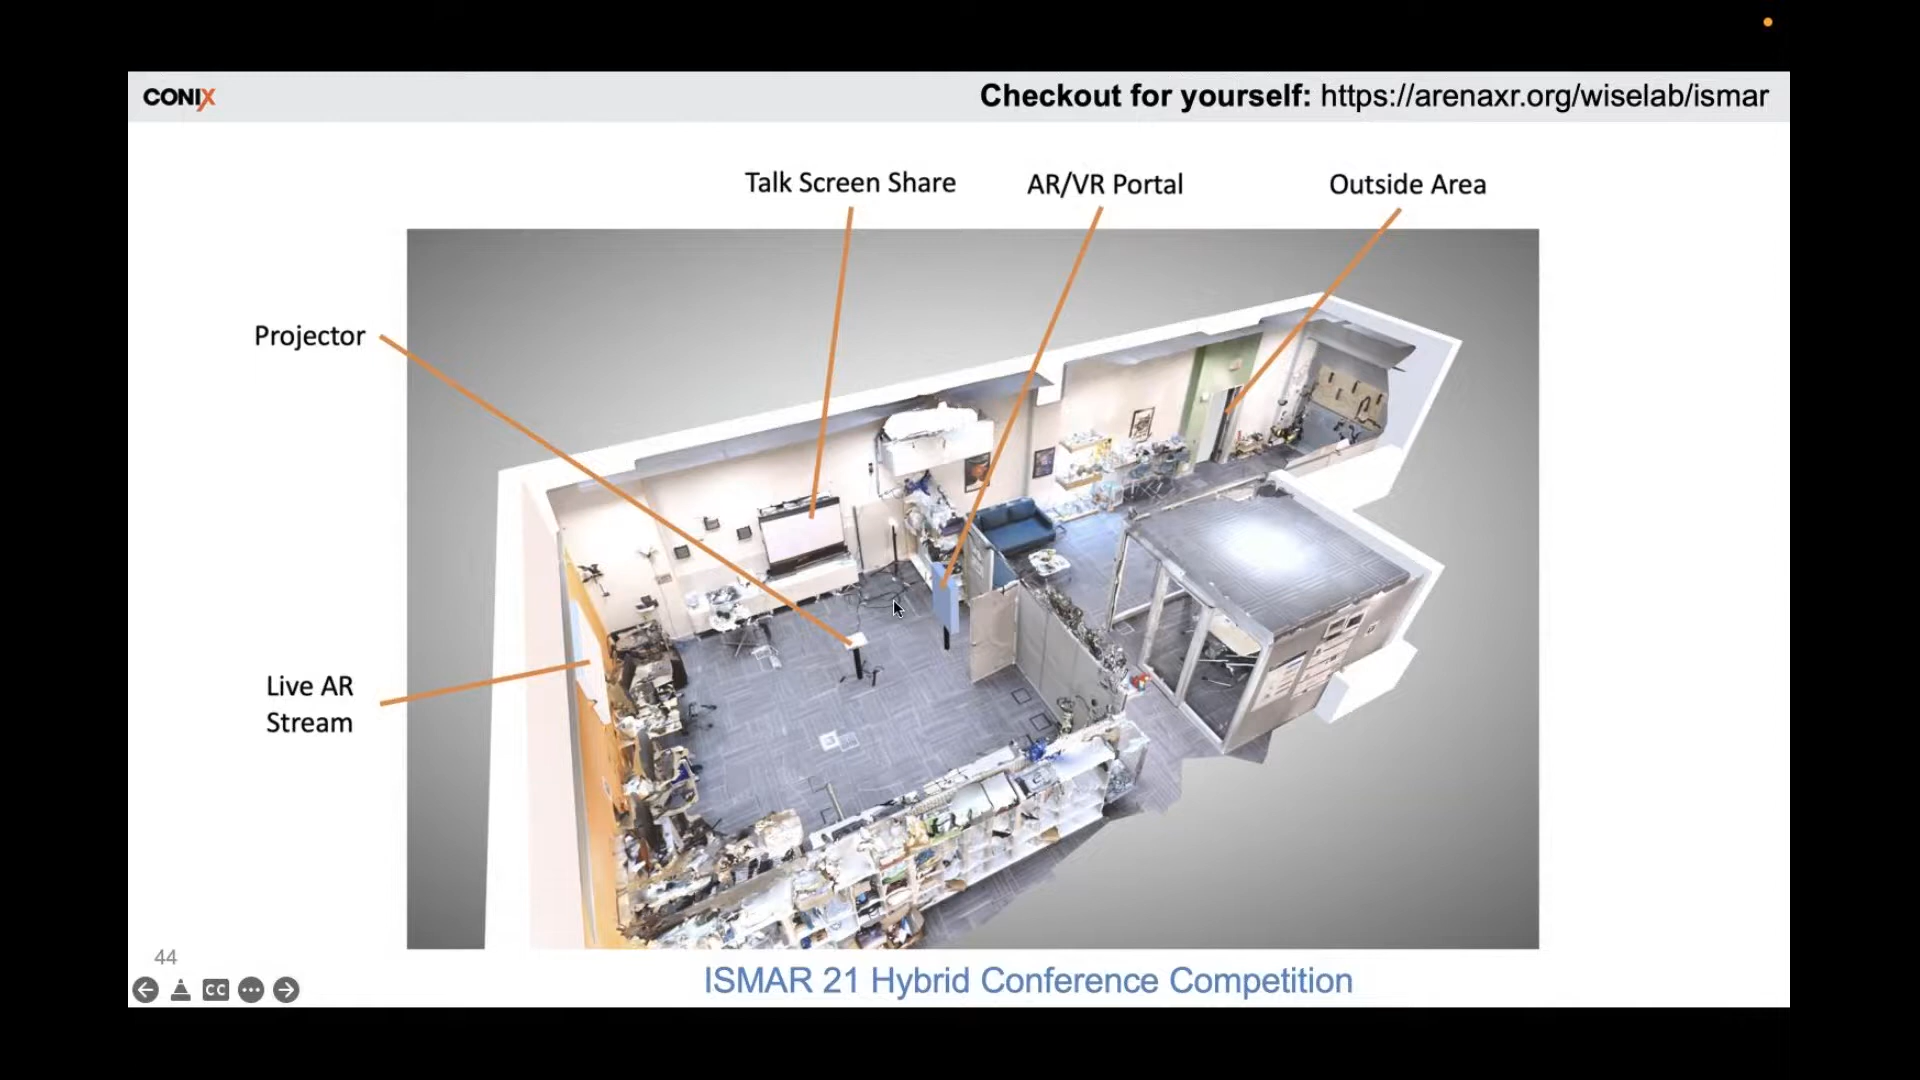 CONIX
Checkout for yourself: https://arenaxr.org/wiselab/ismar
Talk Screen Share
AR/VR Portal
Outside Area
Projector
Live AR
Stream
44
CC
ISMAR 21 Hybrid Conference Competition